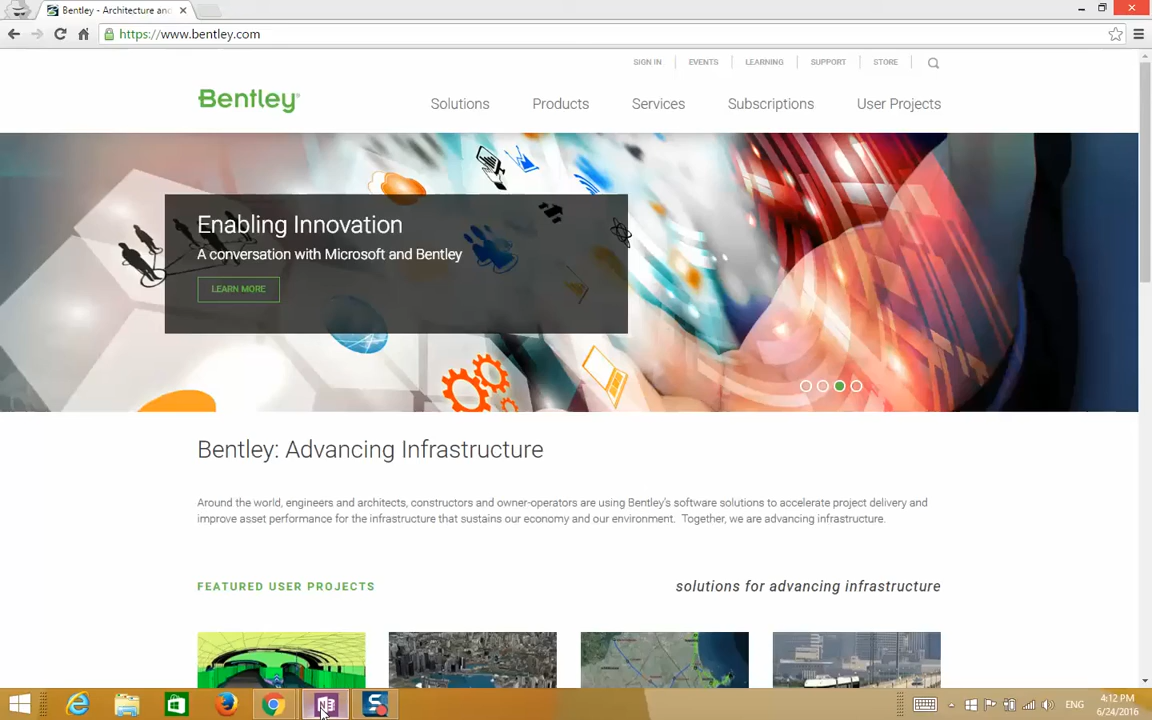 Bentley - Architecture and
https://www.bentley.com
SIGN IN
EVENTS
LEARNING
SUPPORT
STORE
Bentley®
Solutions
Products
Services
Subscriptions
User Projects
Enabling Innovation
A conversation with Microsoft and Bentley
LEARN MORE
Bentley: Advancing Infrastructure
Around the world, engineers and architects, constructors and owner-operators are using Bentley's software solutions to accelerate project delivery and
improve asset performance for the infrastructure that sustains our economy and our environment. Together, we are advancing infrastructure.
FEATURED USER PROJECTS
solutions for advancing infrastructure
ENG
4:12 PM
6/24/2016